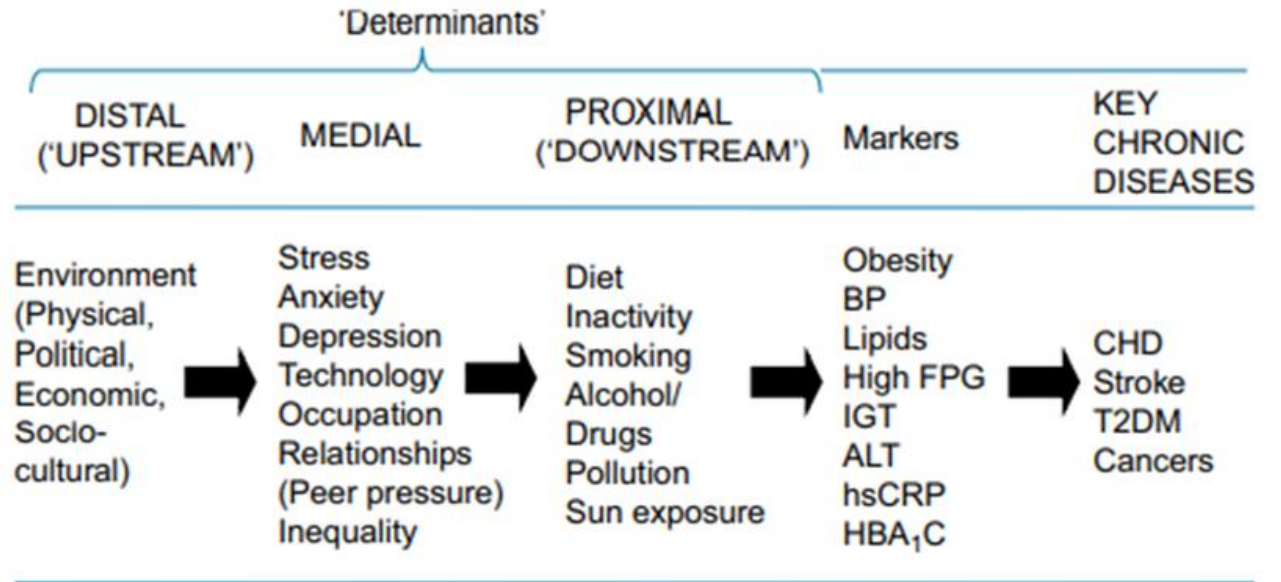 'Determinants'
DISTAL
('UPSTREAM')
MEDIAL
PROXIMAL
('DOWNSTREAM')
Markers
KEY
CHRONIC
DISEASES
Environment
(Physical,
Political,
Economic,
Soclo-
cultural)
Stress
Anxiety
Depression
Technology
Occupation
Relationships
(Peer pressure)
Inequality
Diet
Inactivity
Smoking
Alcohol/
Drugs
Pollution
Sun exposure
Obesity
BP
Lipids
High FPG
IGT
ALT
hsCRP
HBA₁C
CHD
Stroke
T2DM
Cancers